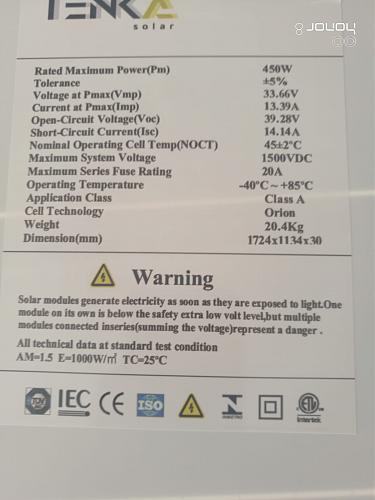 TENKA
solar
Rated Maximum Power(Pm) 450W
Tolerance ±5%
Voltage at Pmax(Vmp) 33.66V
Current at Pmax(Imp) 13.39A
Open-Circuit Voltage(Voc) 39.28V
Short-Circuit Current(Isc) 14.14A
Nominal Operating Cell Temp(NOCT) 45±2°C
Maximum System Voltage 1500VDC
Maximum Series Fuse Rating 20A
Operating Temperature -40°C~+85°C
Application Class Class A
Cell Technology Orion
Weight 20.4Kg
Dimension(mm) 1724x1134x30
Warning
Solar modules generate electricity as soon as they are exposed to light.One
module on its own is below the safety extra low volt level,but multiple
modules connected inseries(summing the voltage)represent a danger .
All technical data at standard test condition
AM=1.5 E=1000W/㎡ TC=25°C
IEC CE ISO
Intertek